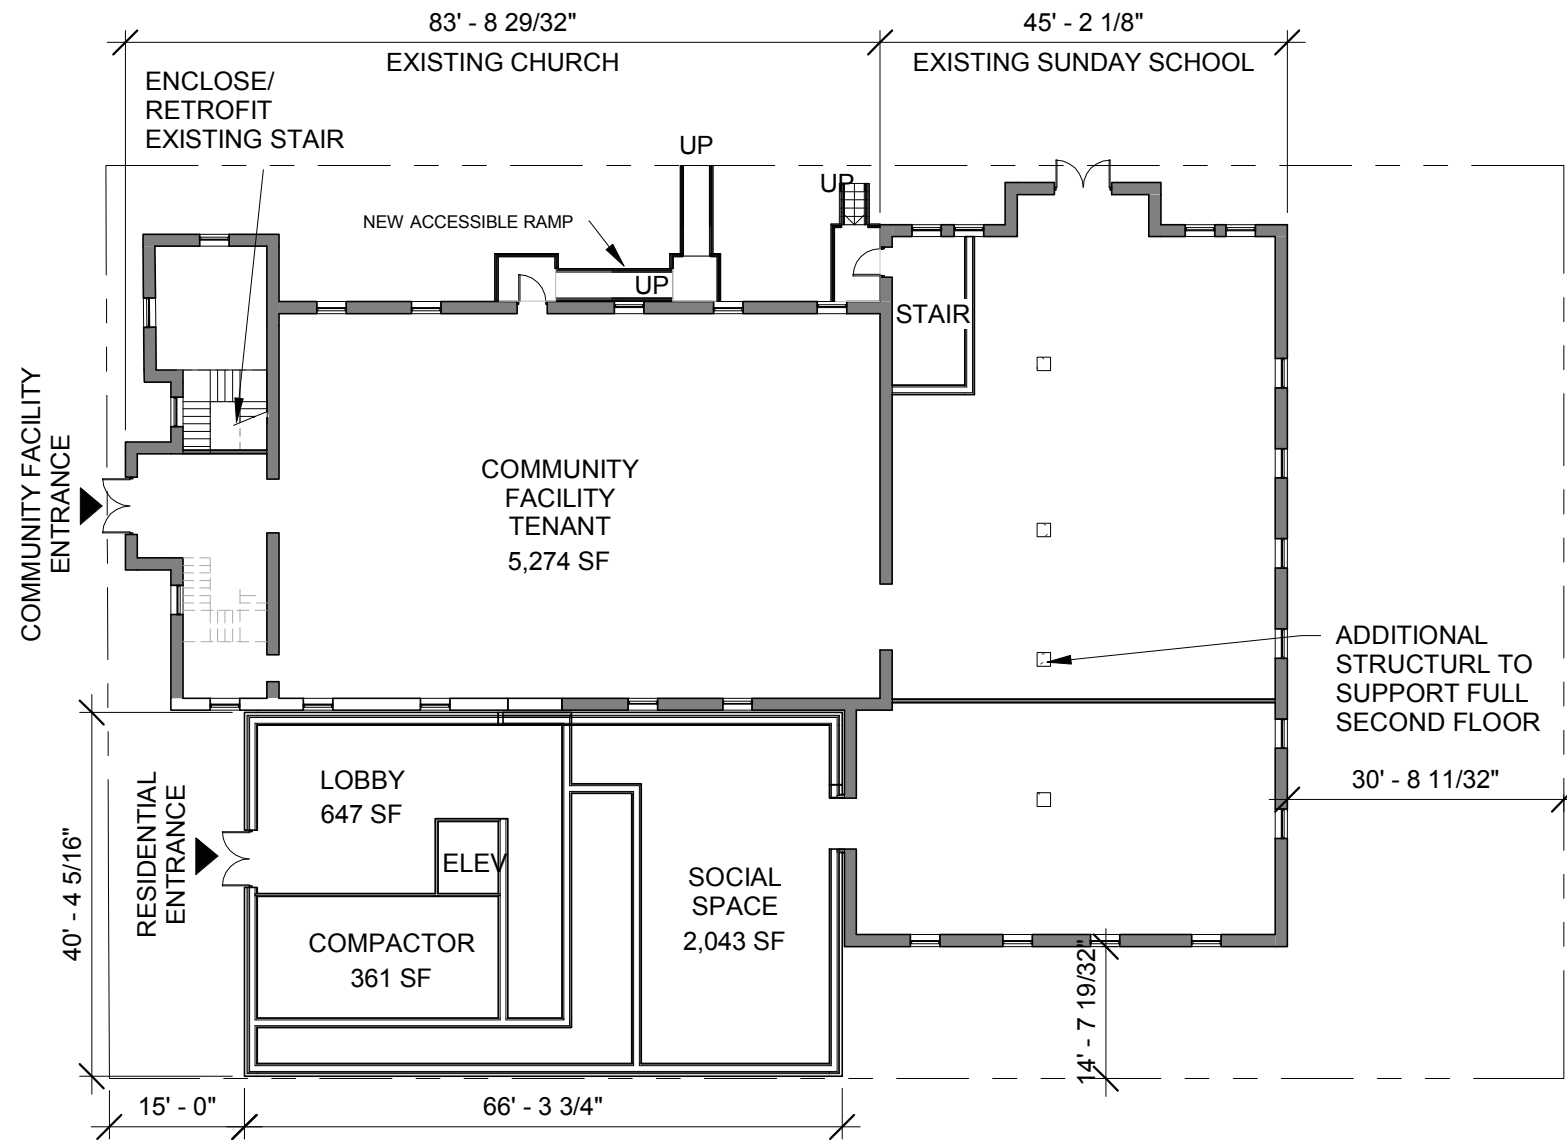 83' - 8 29/32"
45' - 2 1/8"
EXISTING CHURCH
EXISTING SUNDAY SCHOOL
ENCLOSE/
RETROFIT
EXISTING STAIR
UP
UP
NEW ACCESSIBLE RAMP
UP
STAIR
COMMUNITY FACILITY
ENTRANCE
COMMUNITY
FACILITY
TENANT
5,274 SF
ADDITIONAL
STRUCTURL TO
SUPPORT FULL
SECOND FLOOR
30' - 8 11/32"
LOBBY
647 SF
RESIDENTIAL
ENTRANCE
40' - 4 5/16"
ELEV
SOCIAL
SPACE
2,043 SF
COMPACTOR
361 SF
14' - 7 19/32"
15' - 0"
66' - 3 3/4"